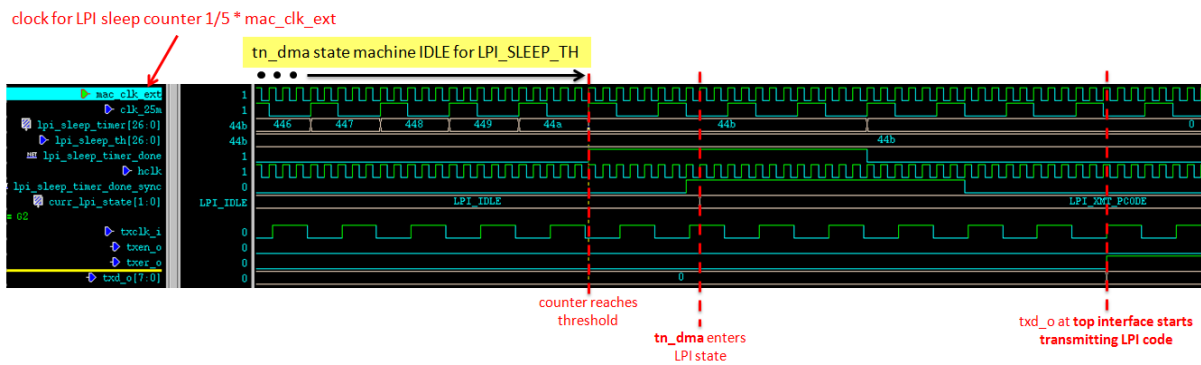 clock for LPI sleep counter 1/5 * mac_clk_ext
tn_dma state machine IDLE for LPI_SLEEP_TH
mac_clk_ext 1
clk_25m 1
lpi_sleep_timer[26:0] 44b 446 447 448 449 44a 44b 0
lpi_sleep_th[26:0] 44b 44b
lpi_sleep_timer_done 1
hclk 1
lpi_sleep_timer_done_sync 0
curr_lpi_state[1:0] LPI_IDLE LPI_IDLE LPI_XMT_PCODE
= G2
txclk_i 0
txen_o 0
txer_o 0
txd_o[7:0] 0 0
counter reaches
threshold
tn_dma enters
LPI state
txd_o at top interface starts
transmitting LPI code